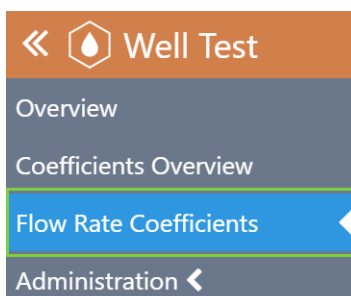 Well Test
Overview
Coefficients Overview
Flow Rate Coefficients
Administration